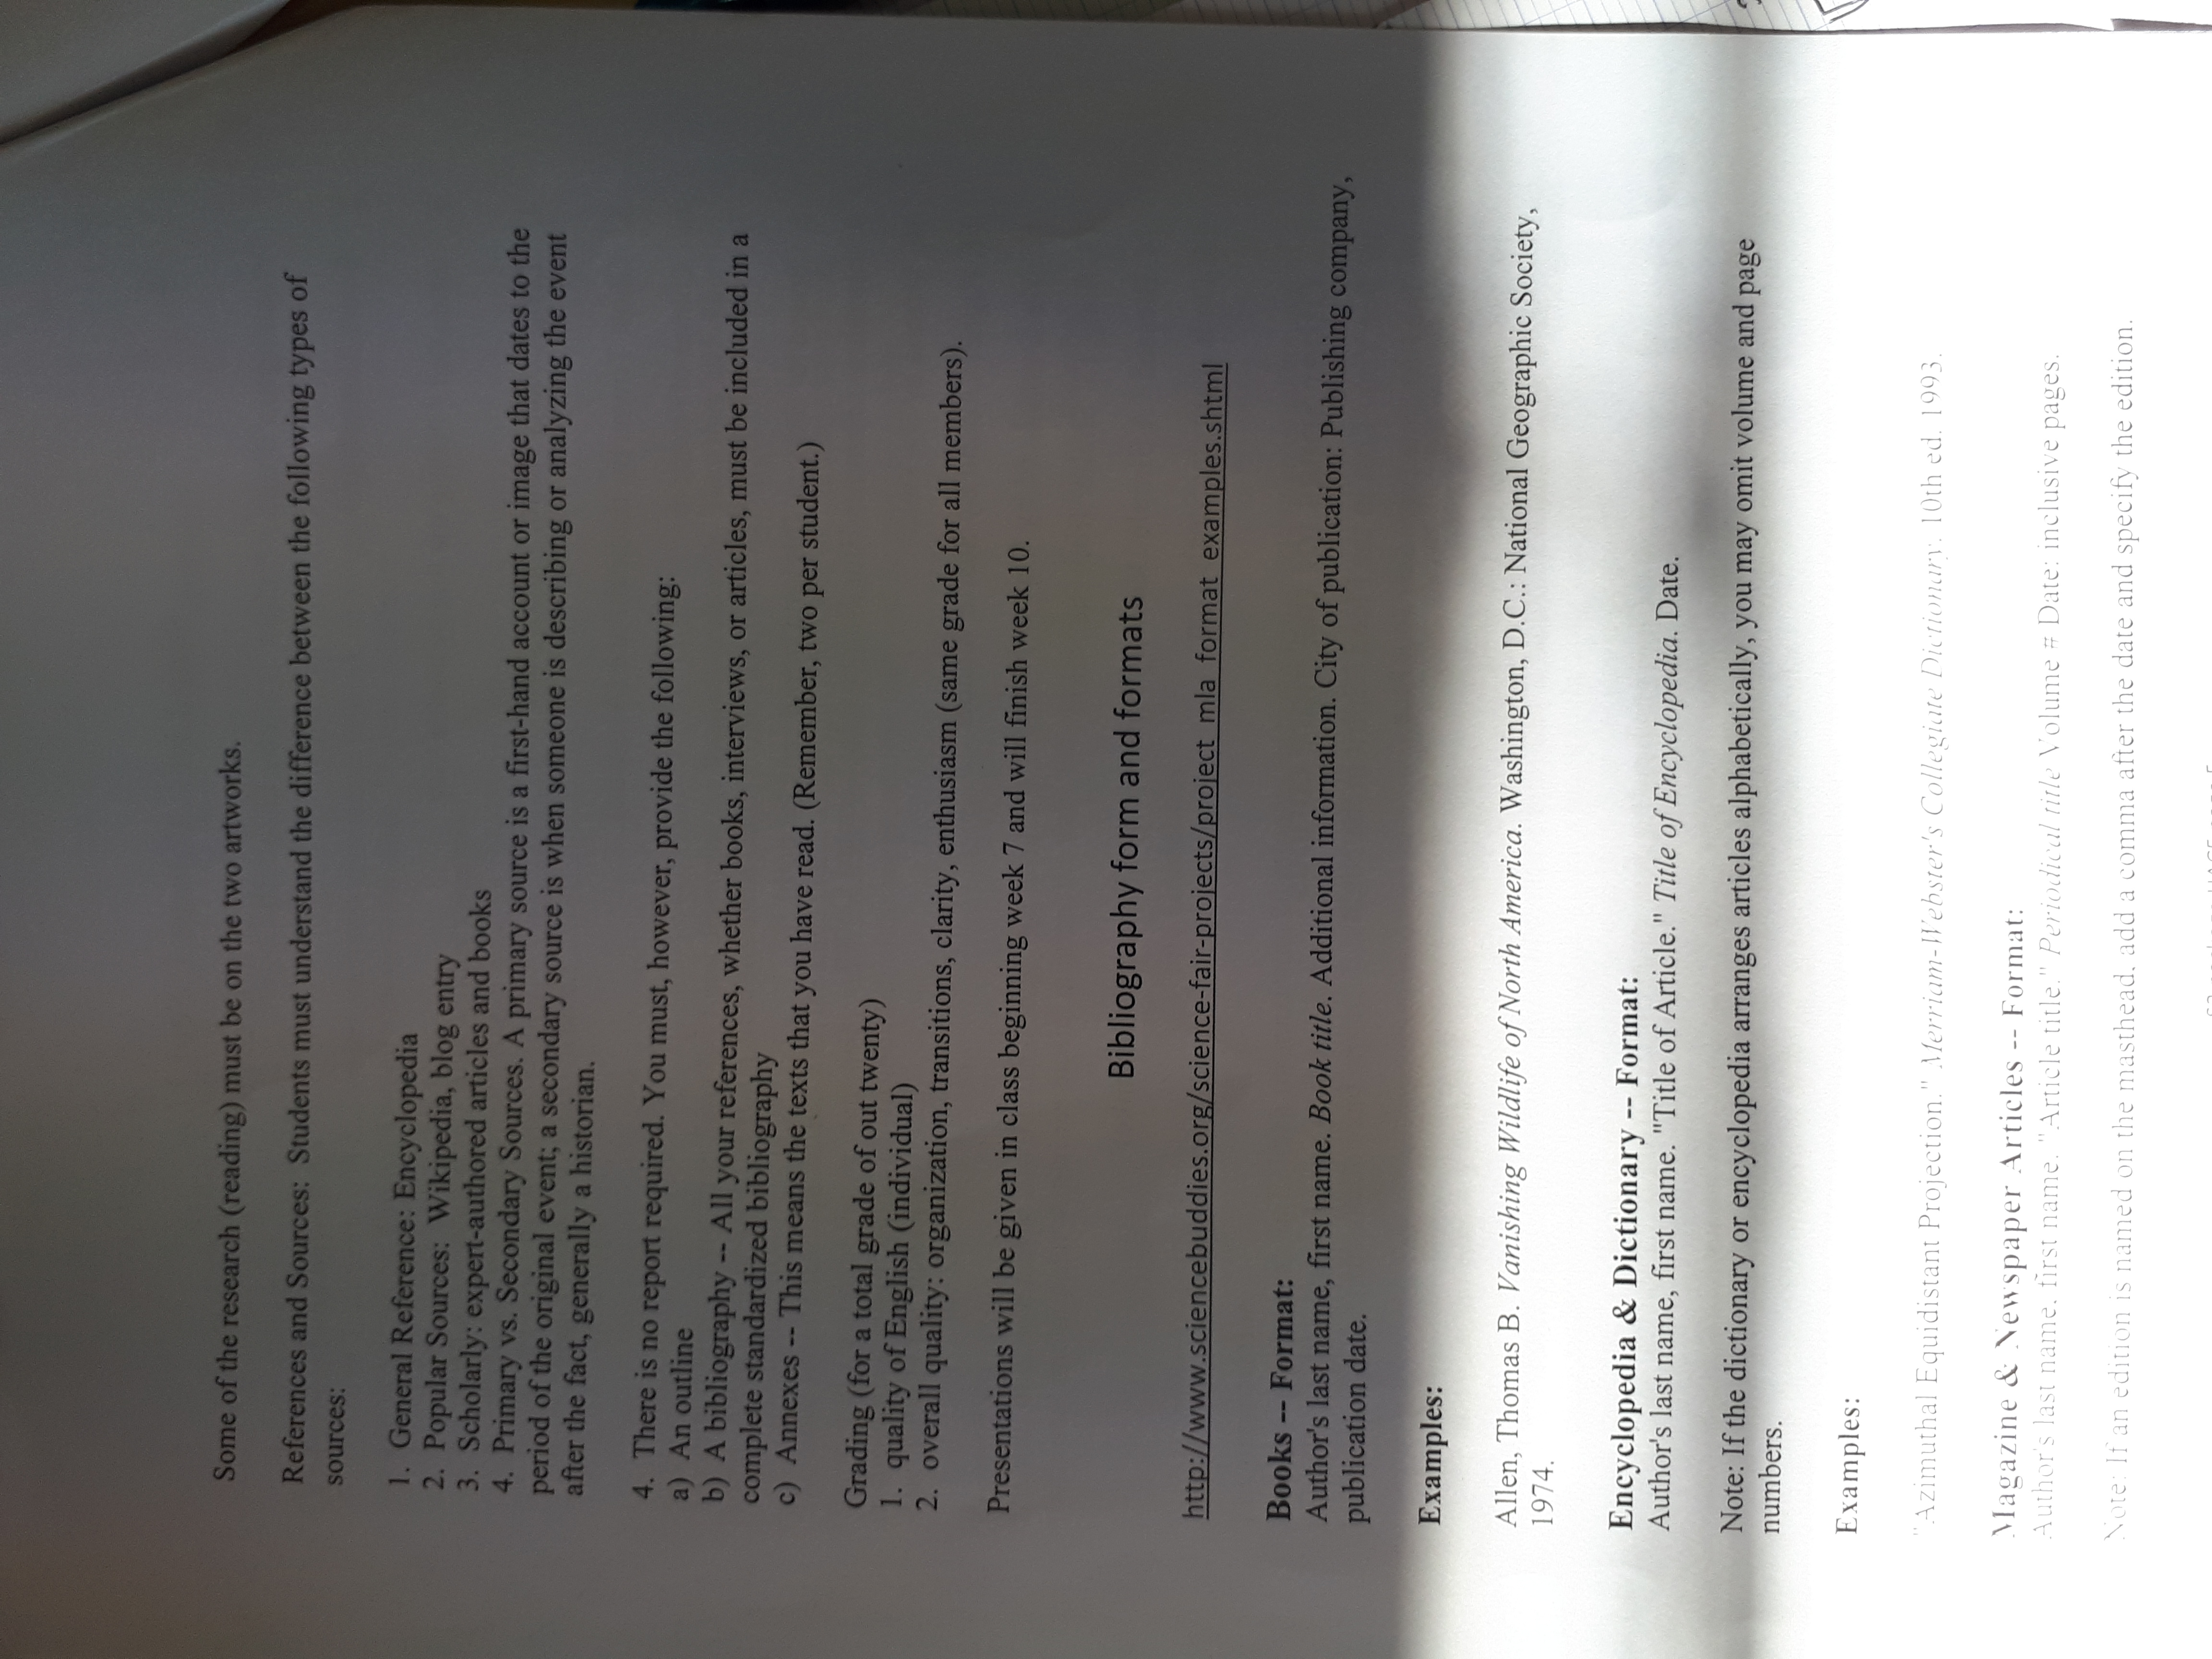 Some of the research (reading) must be on the two artworks.
References and Sources: Students must understand the difference between the following types of
sources:
1. General Reference: Encyclopedia
2. Popular Sources: Wikipedia, blog entry
3. Scholarly: expert-authored articles and books
4. Primary vs. Secondary Sources. A primary source is a first-hand account or image that dates to the
period of the original event; a secondary source is when someone is describing or analyzing the event
after the fact, generally a historian.
4. There is no report required. You must, however, provide the following:
a) An outline
b) A bibliography -- All your references, whether books, interviews, or articles, must be included in a
complete standardized bibliography
c) Annexes -- This means the texts that you have read. (Remember, two per student.)
Grading (for a total grade of out twenty)
1. quality of English (individual)
2. overall quality: organization, transitions, clarity, enthusiasm (same grade for all members).
Presentations will be given in class beginning week 7 and will finish week 10.
Bibliography form and formats
http://www.sciencebuddies.org/science-fair-projects/project_mla_format_examples.shtml
Books -- Format:
Author's last name, first name. Book title. Additional information. City of publication: Publishing company,
publication date.
Examples:
Allen, Thomas B. Vanishing Wildlife of North America. Washington, D.C.: National Geographic Society,
1974.
Encyclopedia & Dictionary -- Format:
Author's last name, first name. "Title of Article." Title of Encyclopedia. Date.
Note: If the dictionary or encyclopedia arranges articles alphabetically, you may omit volume and page
numbers.
Examples:
"Azimuthal Equidistant Projection." Merriam-Webster's Collegiate Dictionary. 10th ed. 1993.
Magazine & Newspaper Articles -- Format:
Author's last name, first name. "Article title." Periodical title Volume # Date: inclusive pages.
Note: If an edition is named on the masthead, add a comma after the date and specify the edition.